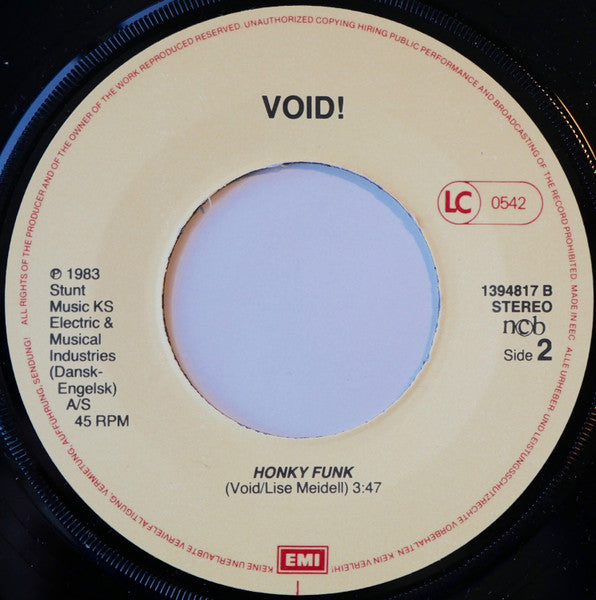 VOID!
LC 0542
℗ 1983
Stunt
Music KS
Electric &
Musical
Industries
(Dansk-
Engelsk)
A/S
45 RPM
1394817 B
STEREO
ncb
Side 2
HONKY FUNK
(Void/Lise Meidell) 3:47
EMI
ALL RIGHTS OF THE PRODUCER AND OF THE OWNER OF THE WORK REPRODUCED RESERVED. UNAUTHORIZED COPYING HIRING PUBLIC PERFORMANCE AND BROADCASTING OF THE RECORD PROHIBITED. MADE IN EEC
ALLE URHEBER- UND LEISTUNGSSCHUTZRECHTE VORBEHALTEN. KEIN VERLEIH! KEINE UNERLAUBTE VERVIELFÄLTIGUNG, VERMIETUNG, AUFFÜHRUNG, SENDUNG!